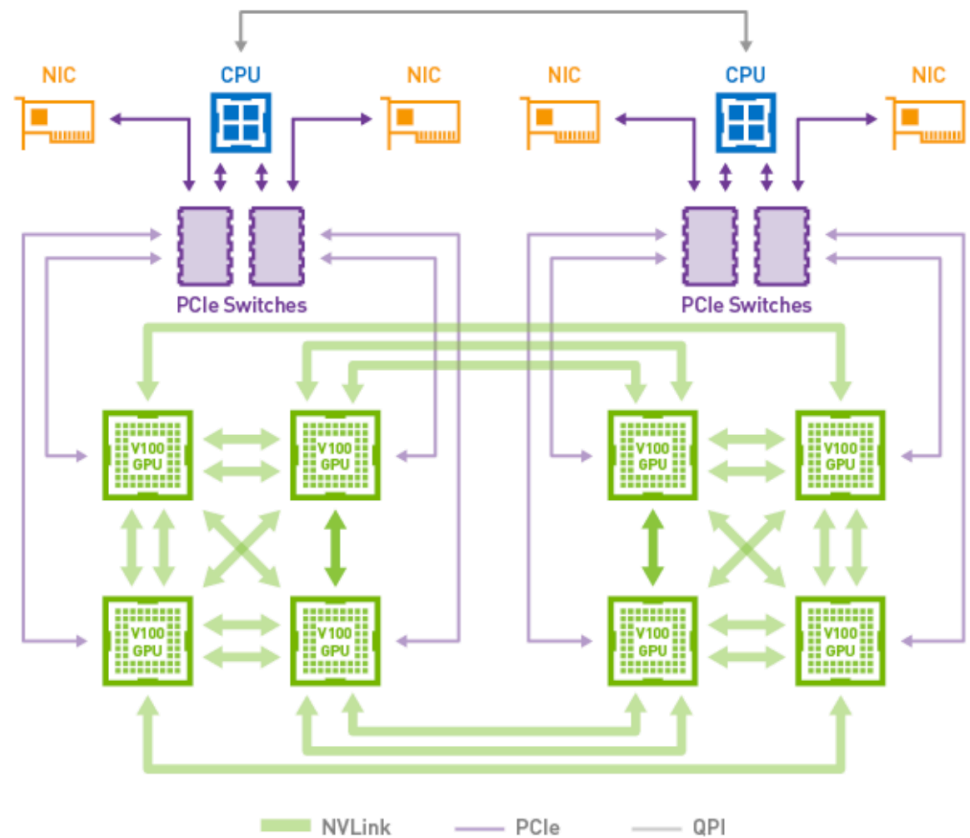 NIC
CPU
NIC
NIC
CPU
NIC
PCIe Switches
PCIe Switches
V100
GPU
V100
GPU
V100
GPU
V100
GPU
V100
GPU
V100
GPU
V100
GPU
V100
GPU
NVLink
PCIe
QPI